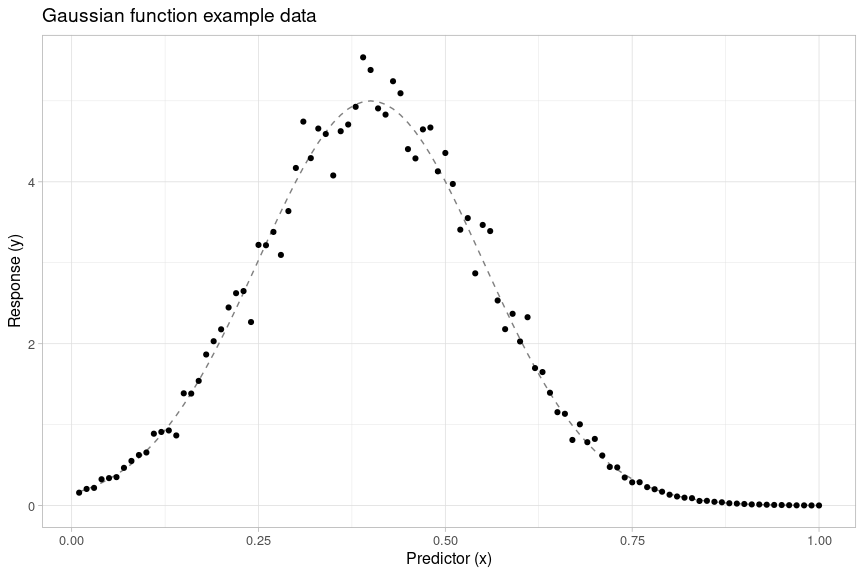 Gaussian function example data
Response (y)
4
2
0
0.00 0.25 0.50 0.75 1.00
Predictor (x)